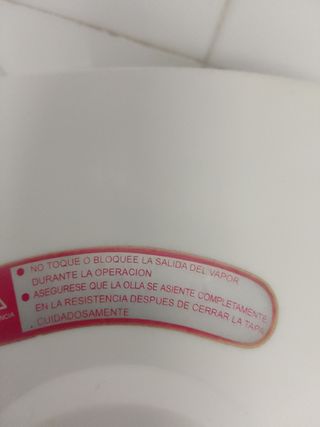 NO TOQUE O BLOQUEE LA SALIDA DEL VAPOR
DURANTE LA OPERACION
ASEGURESE QUE LA OLLA SE ASIENTE COMPLETAMENTE
EN LA RESISTENCIA DESPUES DE CERRAR LA TAPA
CUIDADOSAMENTE